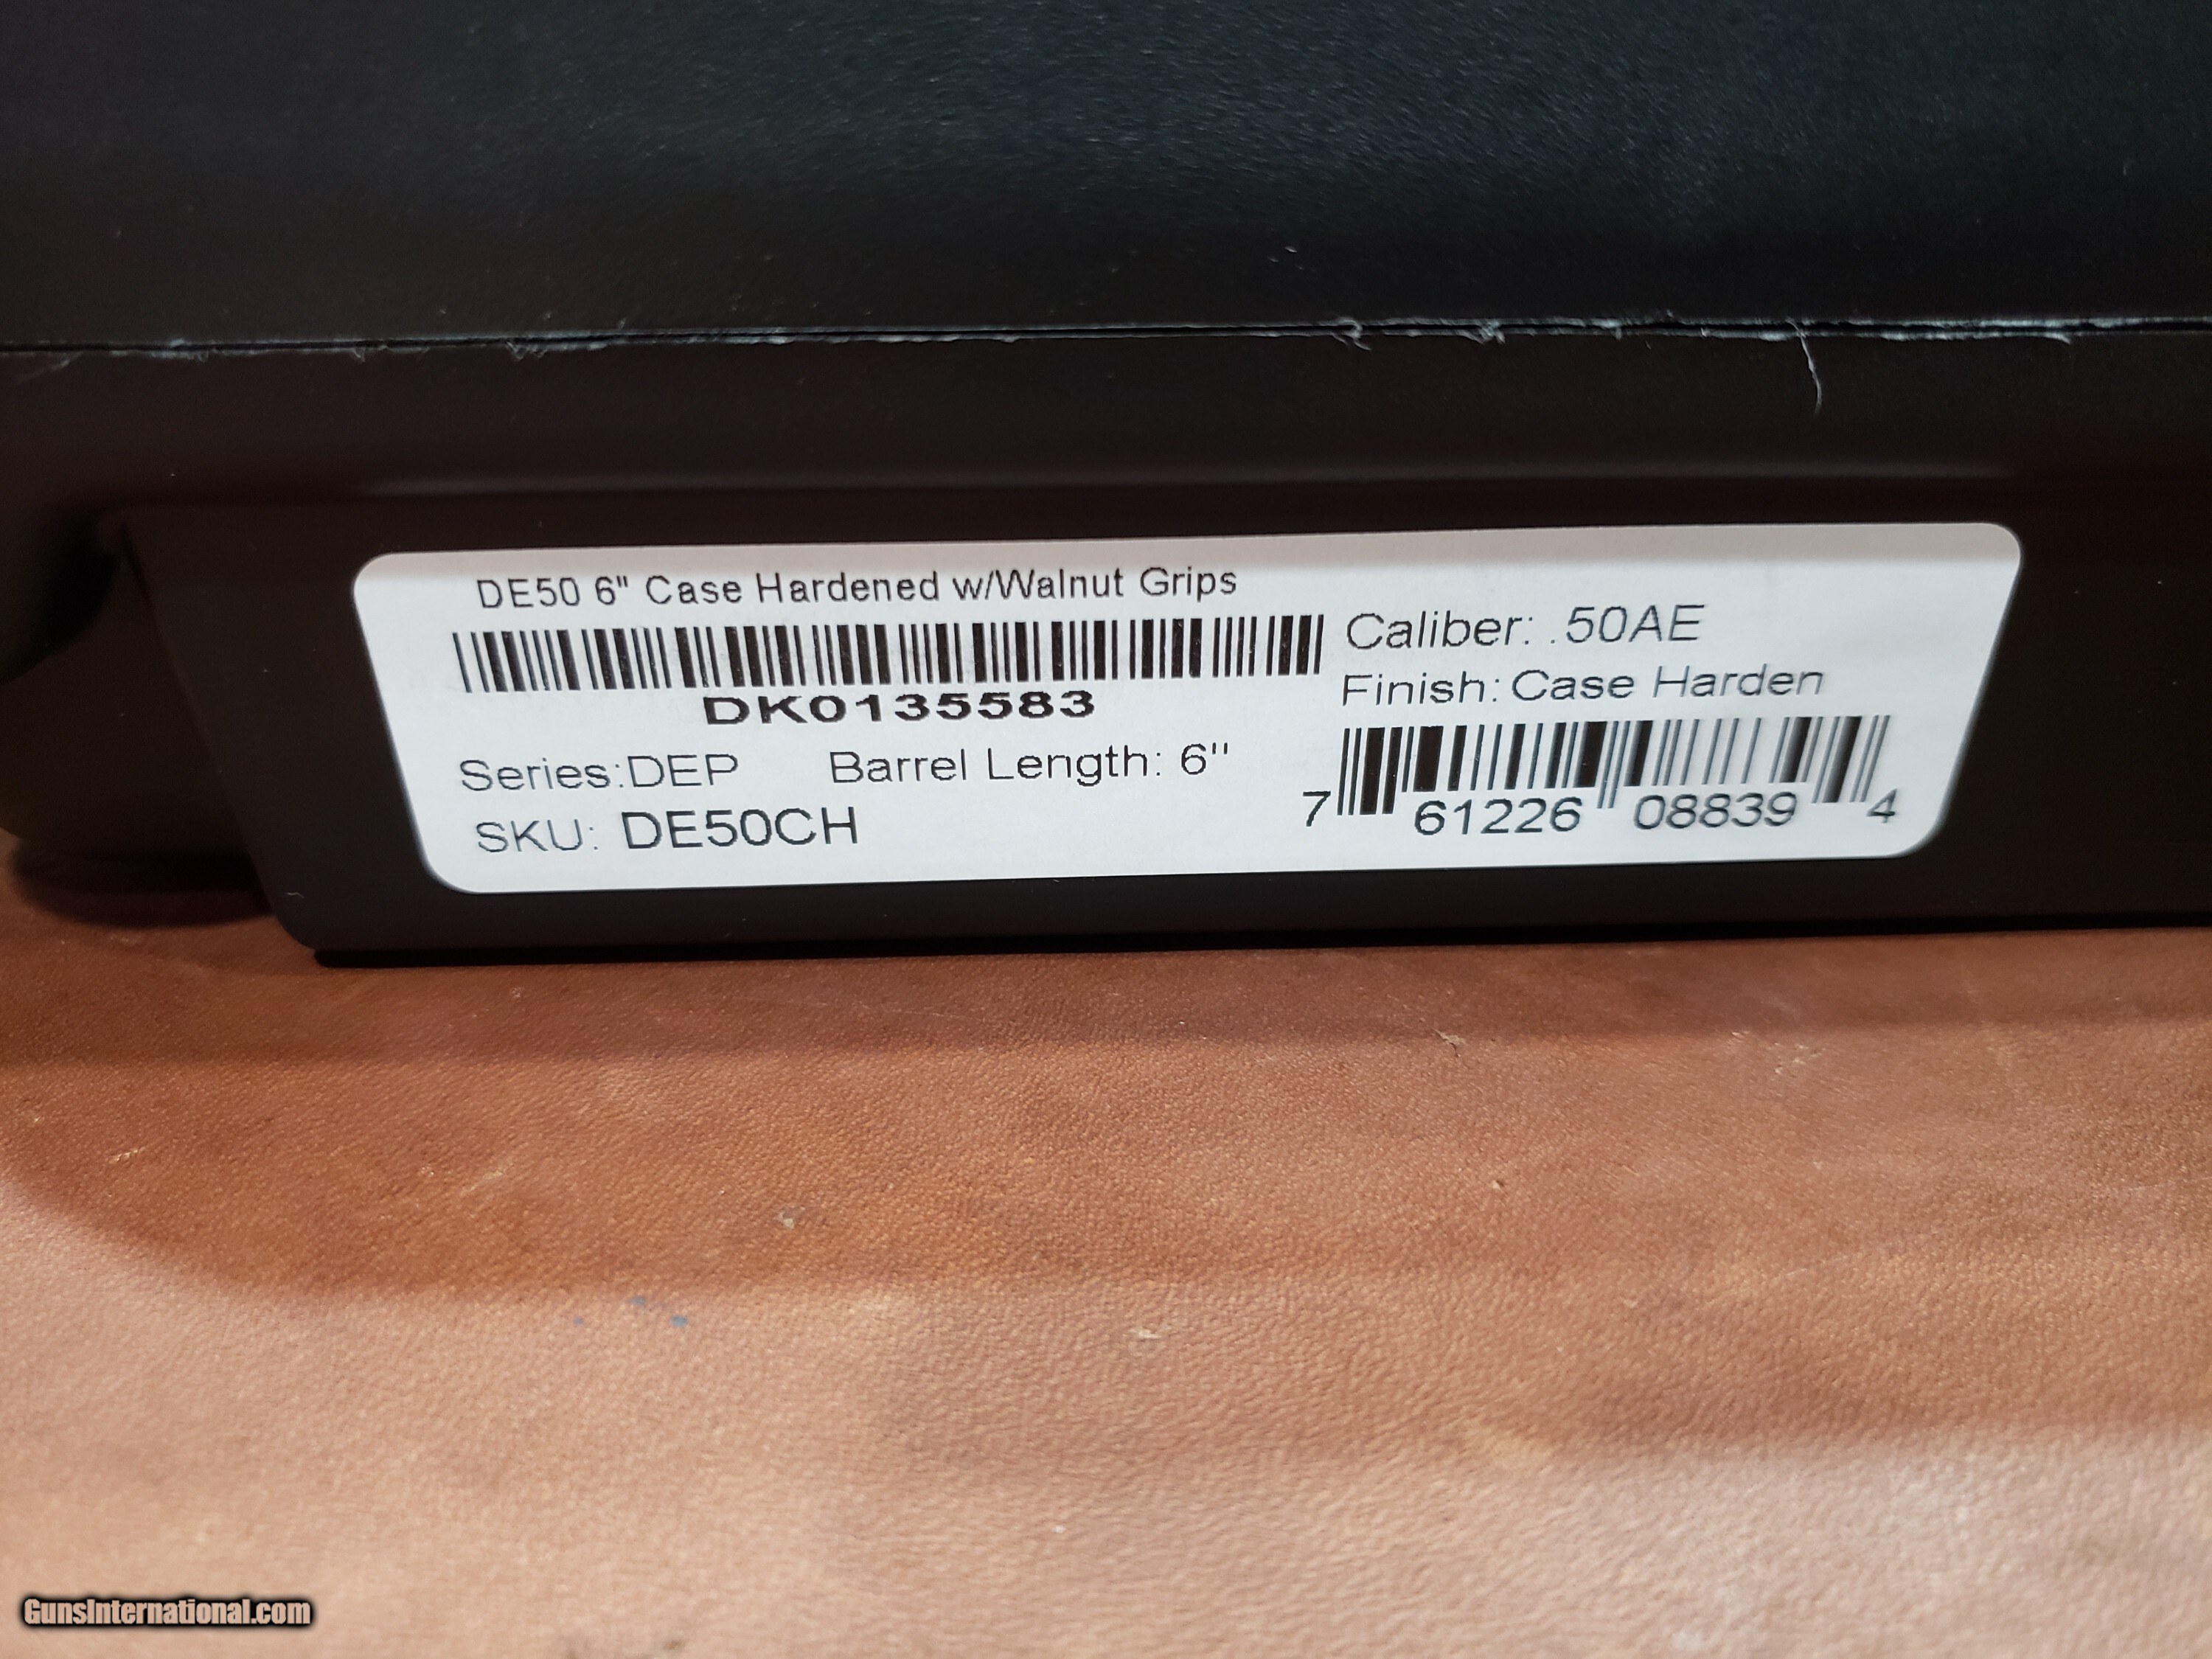 DE50 6" Case Hardened w/Walnut Grips
DK0135583
Caliber: .50AE
Finish: Case Harden
Series:DEP Barrel Length: 6"
SKU: DE50CH
7 61226 08839 4
GunsInternational.com